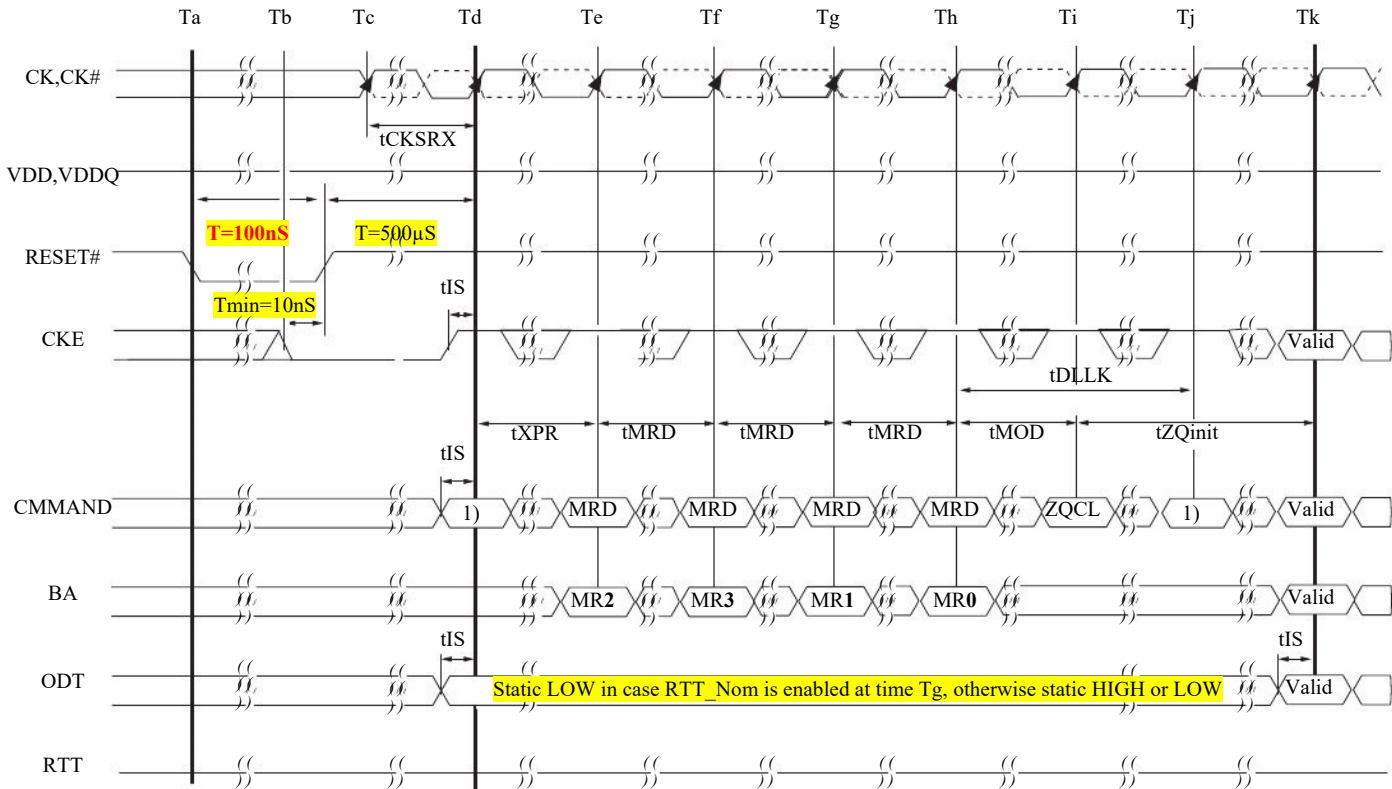 Ta Tb Tc Td Te Tf Tg Th Ti Tj Tk
CK,CK#
tCKSRX
VDD,VDDQ
T=100nS T=500µS
RESET#
Tmin=10nS tIS
CKE Valid
tDLLK
tXPR tMRD tMRD tMRD tMOD tZQinit
tIS
CMMAND 1) MRD MRD MRD MRD ZQCL 1) Valid
BA MR2 MR3 MR1 MR0 Valid
tIS tIS
ODT Static LOW in case RTT_Nom is enabled at time Tg, otherwise static HIGH or LOW Valid
RTT